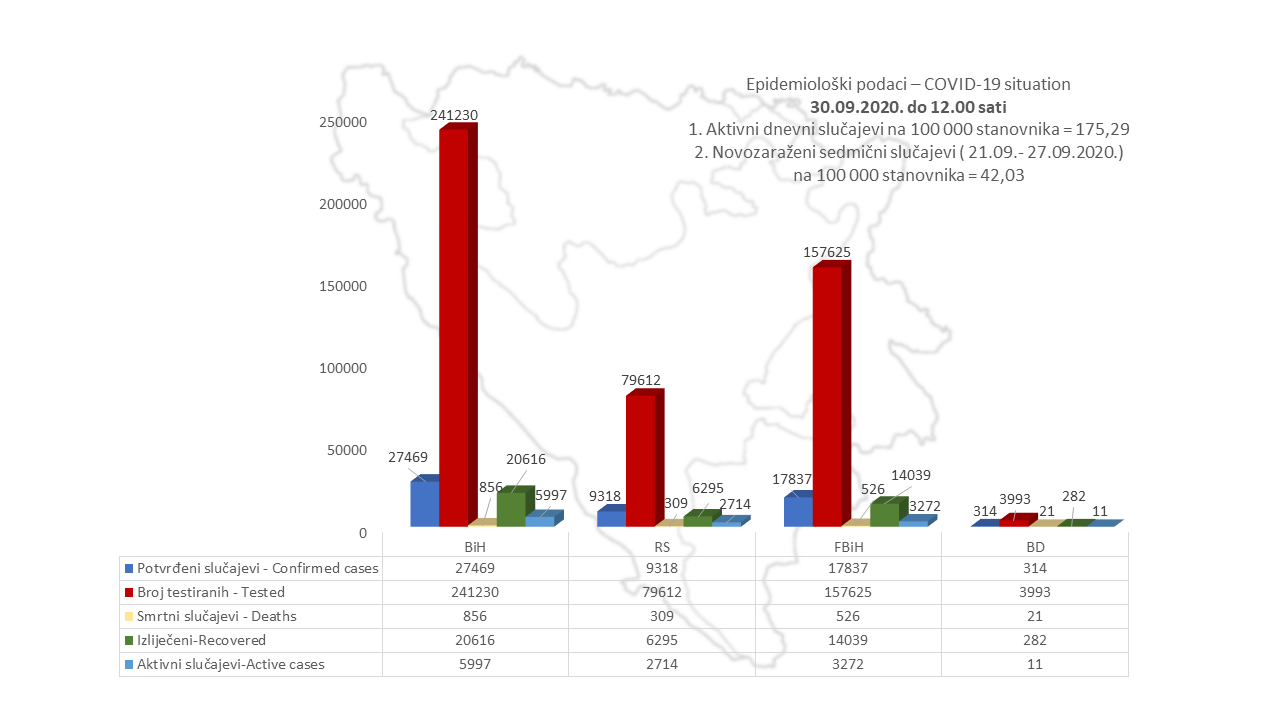 Epidemiološki podaci – COVID-19 situation
30.09.2020. do 12.00 sati
1. Aktivni dnevni slučajevi na 100 000 stanovnika = 175,29
2. Novozaraženi sedmični slučajevi ( 21.09.- 27.09.2020.)
na 100 000 stanovnika = 42,03
250000
200000
150000
100000
50000
0
27469
241230
856
20616
5997
9318
79612
309
6295
2714
17837
157625
526
14039
3272
314
3993
21
282
11
BiH RS FBiH BD
Potvrđeni slučajevi - Confirmed cases 27469 9318 17837 314
Broj testiranih - Tested 241230 79612 157625 3993
Smrtni slučajevi - Deaths 856 309 526 21
Izliječeni-Recovered 20616 6295 14039 282
Aktivni slučajevi-Active cases 5997 2714 3272 11